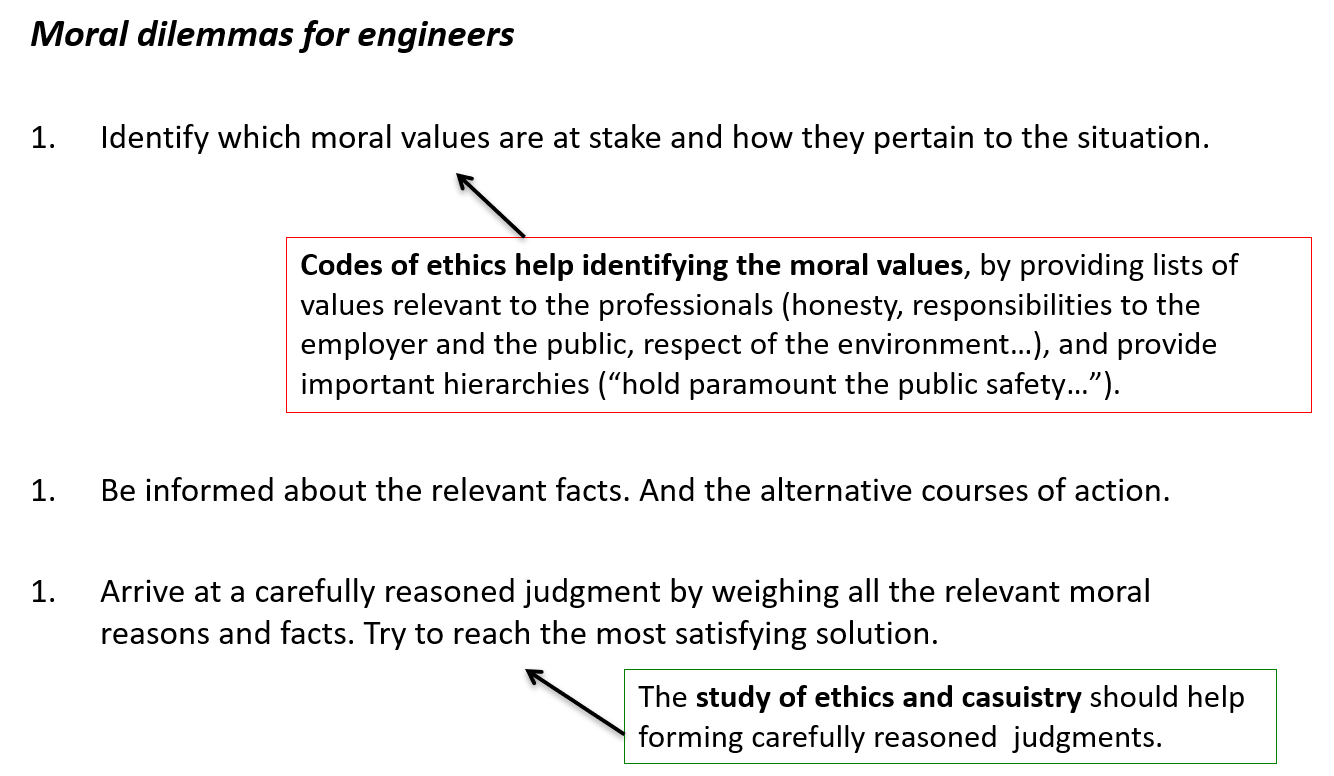 Moral dilemmas for engineers
1. Identify which moral values are at stake and how they pertain to the situation.
Codes of ethics help identifying the moral values, by providing lists of
values relevant to the professionals (honesty, responsibilities to the
employer and the public, respect of the environment…), and provide
important hierarchies (“hold paramount the public safety…”).
1. Be informed about the relevant facts. And the alternative courses of action.
1. Arrive at a carefully reasoned judgment by weighing all the relevant moral
reasons and facts. Try to reach the most satisfying solution.
The study of ethics and casuistry should help
forming carefully reasoned  judgments.